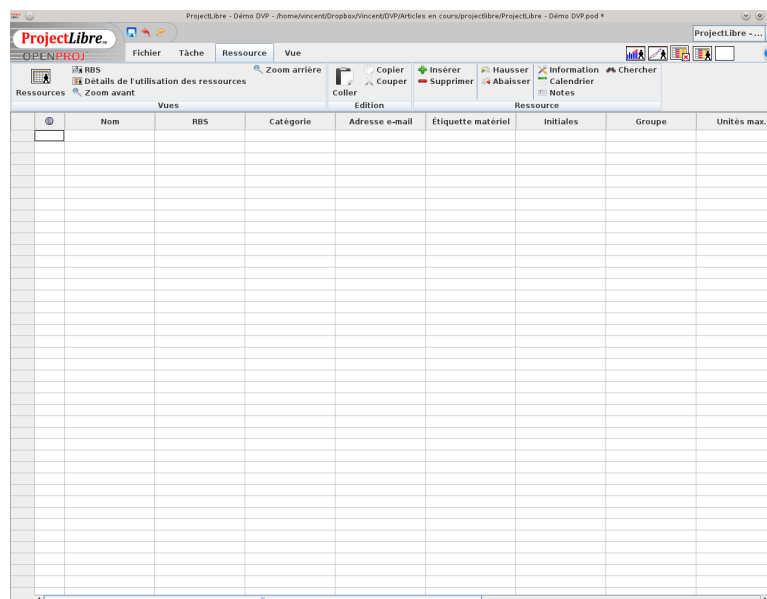 ProjectLibre - Démo DVP - /home/vincent/Dropbox/Vincent/DVP/Articles en cours/projectlibre/ProjectLibre - Démo DVP.pod *
ProjectLibre
OPENPROJ
ProjectLibre - ...
Fichier Tâche Ressource Vue
Ressources
RBS
Détails de l'utilisation des ressources
Zoom avant
Zoom arrière
Vues
Coller
Copier
Couper
Edition
Insérer
Supprimer
Hausser
Abaisser
Information
Calendrier
Notes
Chercher
Ressource
Nom RBS Catégorie Adresse e-mail Étiquette matériel Initiales Groupe Unités max.